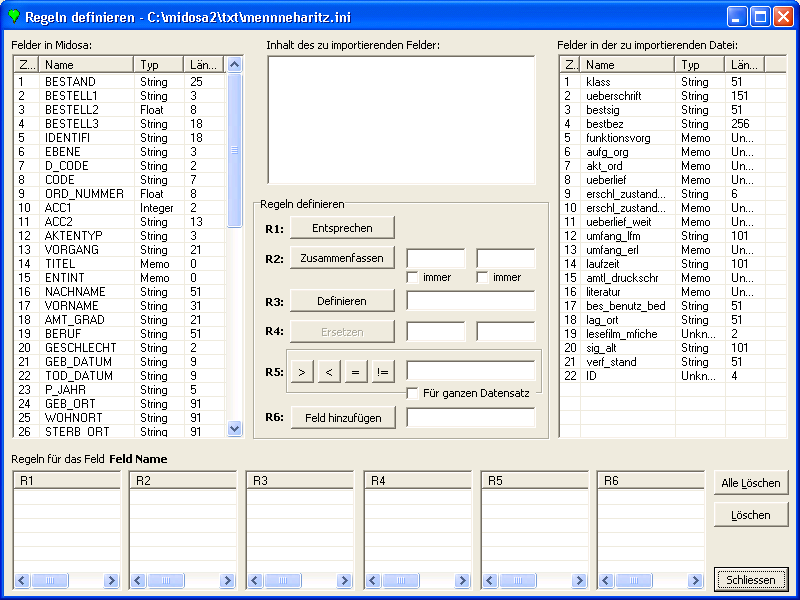 Regeln definieren - C:\midosa2\txt\mennneharitz.ini
Felder in Midosa:
Z... Name Typ Län...
1 BESTAND String 25
2 BESTELL1 String 3
3 BESTELL2 Float 8
4 BESTELL3 String 18
5 IDENTIFI String 18
6 EBENE String 3
7 D_CODE String 2
8 CODE String 7
9 ORD_NUMMER Float 8
10 ACC1 Integer 2
11 ACC2 String 13
12 AKTENTYP String 3
13 VORGANG String 21
14 TITEL Memo 0
15 ENTINT Memo 0
16 NACHNAME String 51
17 VORNAME String 31
18 AMT_GRAD String 21
19 BERUF String 51
20 GESCHLECHT String 2
21 GEB_DATUM String 9
22 TOD_DATUM String 9
23 P_JAHR String 5
24 GEB_ORT String 91
25 WOHNORT String 91
26 STERB_ORT String 91
Inhalt des zu importierenden Felder:
Regeln definieren
R1: Entsprechen
R2: Zusammenfassen
immer immer
R3: Definieren
R4: Ersetzen
R5: > < = !=
Für ganzen Datensatz
R6: Feld hinzufügen
Felder in der zu importierenden Datei:
Z.. Name Typ Län...
1 klass String 51
2 ueberschrift String 151
3 bestsig String 51
4 bestbez String 256
5 funktionsvorg Memo Un...
6 aufg_org Memo Un...
7 akt_ord Memo Un...
8 ueberlief Memo Un...
9 erschl_zustand... String 6
10 erschl_zustand... Memo Un...
11 ueberlief_weit Memo Un...
12 umfang_lfm String 101
13 umfang_erl Memo Un...
14 laufzeit String 101
15 amtl_druckschr Memo Un...
16 literatur Memo Un...
17 bes_benutz_bed String 51
18 lag_ort String 51
19 lesefilm_mfiche Unkn... 2
20 sig_alt String 101
21 verf_stand String 51
22 ID Unkn... 4
Regeln für das Feld Feld Name
R1 R2 R3 R4 R5 R6
Alle Löschen
Löschen
Schliessen